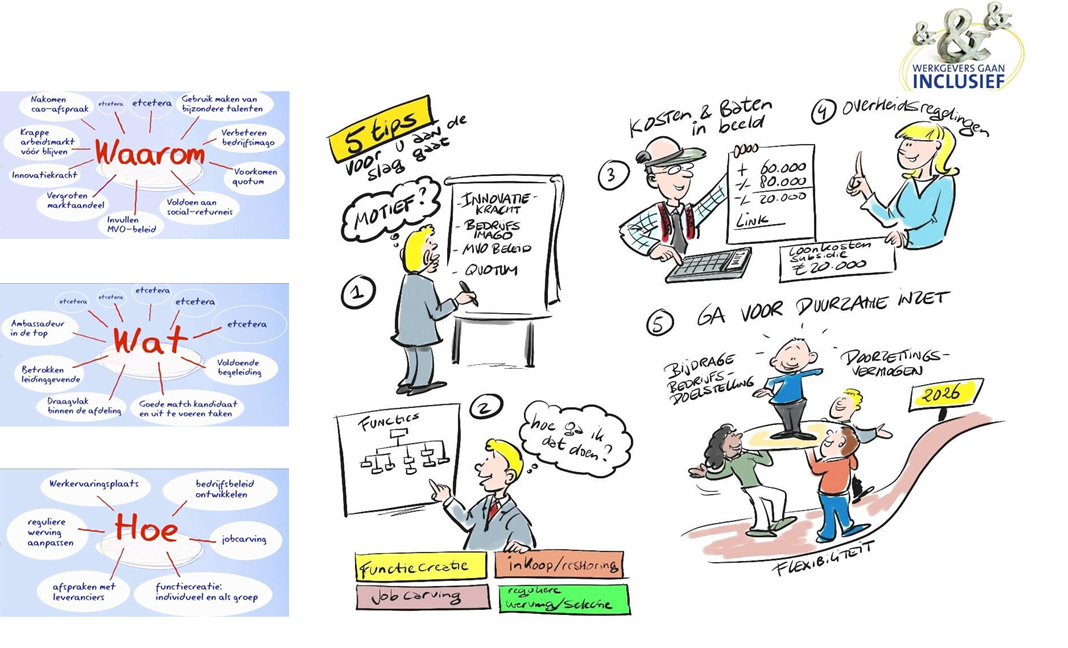 WERKGEVERS GAAN
INCLUSIEF
Nakomen
cao-afspraak
etcetera
etcetera
Gebruik maken van
bijzondere talenten
Krappe
arbeidsmarkt
vóór blijven
Waarom
Verbeteren
bedrijfsimago
Innovatiekracht
Voorkomen
quotum
Vergroten
marktaandeel
Voldoen aan
social-returneis
Invullen
MVO-beleid
etcetera
etcetera
etcetera
etcetera
etcetera
Ambassadeur
in de top
Wat
Betrokken
leidinggevende
Voldoende
begeleiding
Draagvlak
binnen de afdeling
Goede match kandidaat
en uit te voeren taken
Werkervaringsplaats
bedrijfsbeleid
ontwikkelen
reguliere
werving
aanpassen
Hoe
jobcarving
afspraken met
leveranciers
functiecreatie:
individueel en als groep
5 tips
voor u aan de
slag gaat
MOTIEF?
INNOVATIE-
KRACHT
- BEDRIJFS
IMAGO
- MVO BELEID
- QUOTUM
1
2
FUNCTIES
hoe ga ik
dat doen?
FUNCTIECREATIE
inkoop/resHoring
JOB CARVING
reguliere
werving/selectie
KOSTEN & BATEN
in beeld
3
+ 60.000
-/- 80.000
-/- 20.000
LINK
4
overheidsregelingen
Loonkosten
subsidie
€ 20.000
5
GA VOOR DUURZAME INZET
BIJDRAGE
BEDRIJFS-
DOELSTELLING
DOORZETTINGS-
VERMOGEN
2026
FLEXIBILITEIT